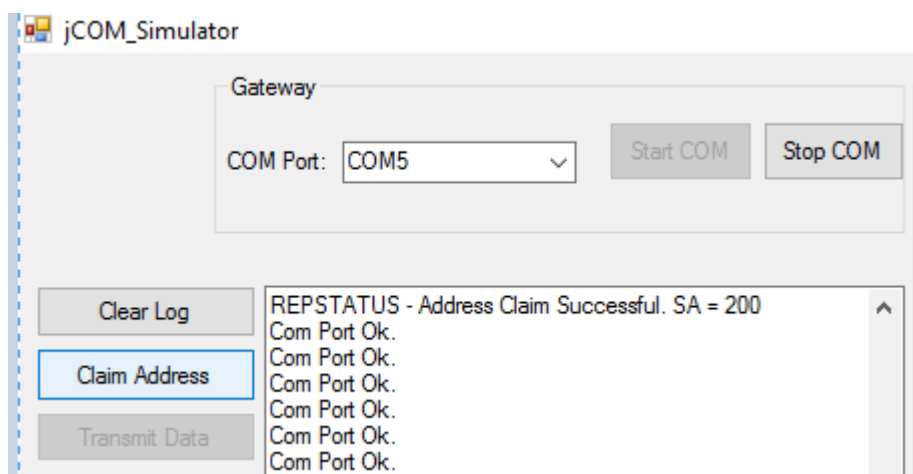 jCOM_Simulator
Gateway
COM Port: COM5 Start COM Stop COM
Clear Log
Claim Address
Transmit Data
REPSTATUS - Address Claim Successful. SA = 200
Com Port Ok.
Com Port Ok.
Com Port Ok.
Com Port Ok.
Com Port Ok.
Com Port Ok.